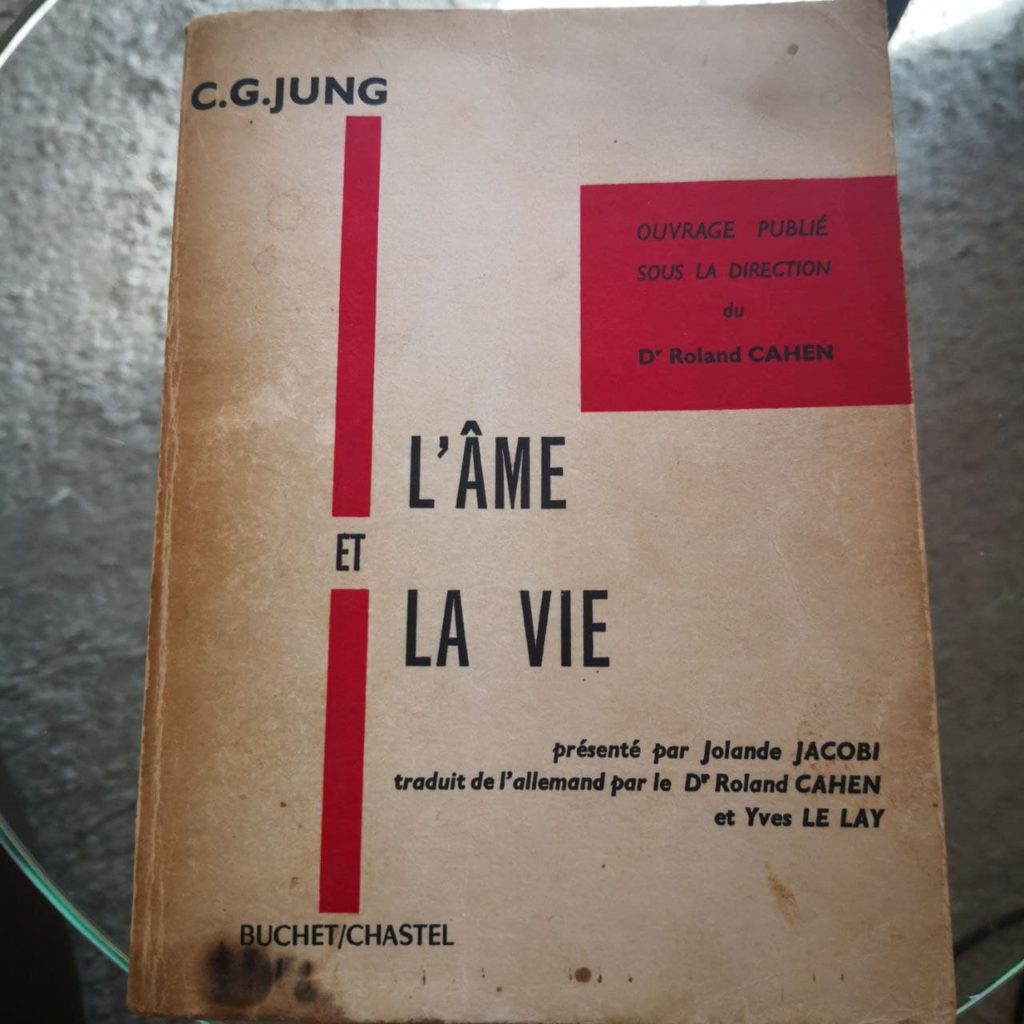 C.G.JUNG
OUVRAGE PUBLIÉ
SOUS LA DIRECTION
du
Dr Roland CAHEN
L'ÂME
ET
LA VIE
présenté par Jolande JACOBI
traduit de l'allemand par le Dr Roland CAHEN
et Yves LE LAY
BUCHET/CHASTEL